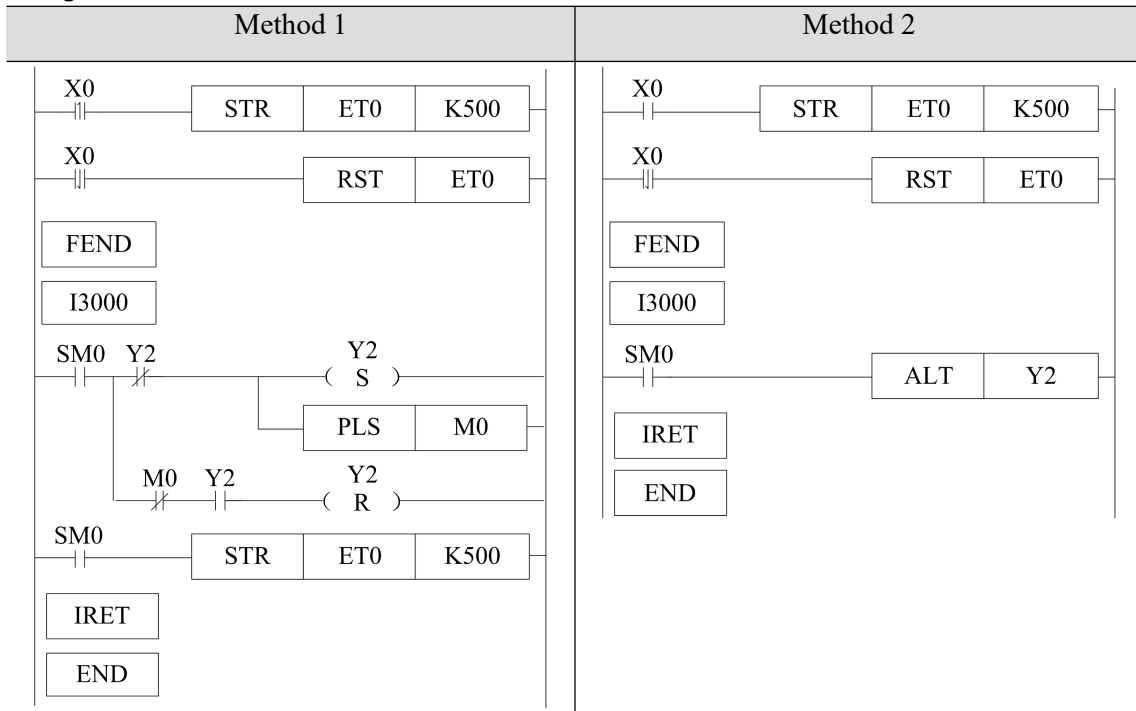 Method 1
Method 2
X0
STR ET0 K500
X0
RST ET0
FEND
I3000
SM0 Y2 Y2
( S )
PLS M0
M0 Y2 Y2
( R )
SM0
STR ET0 K500
IRET
END
X0
STR ET0 K500
X0
RST ET0
FEND
I3000
SM0
ALT Y2
IRET
END